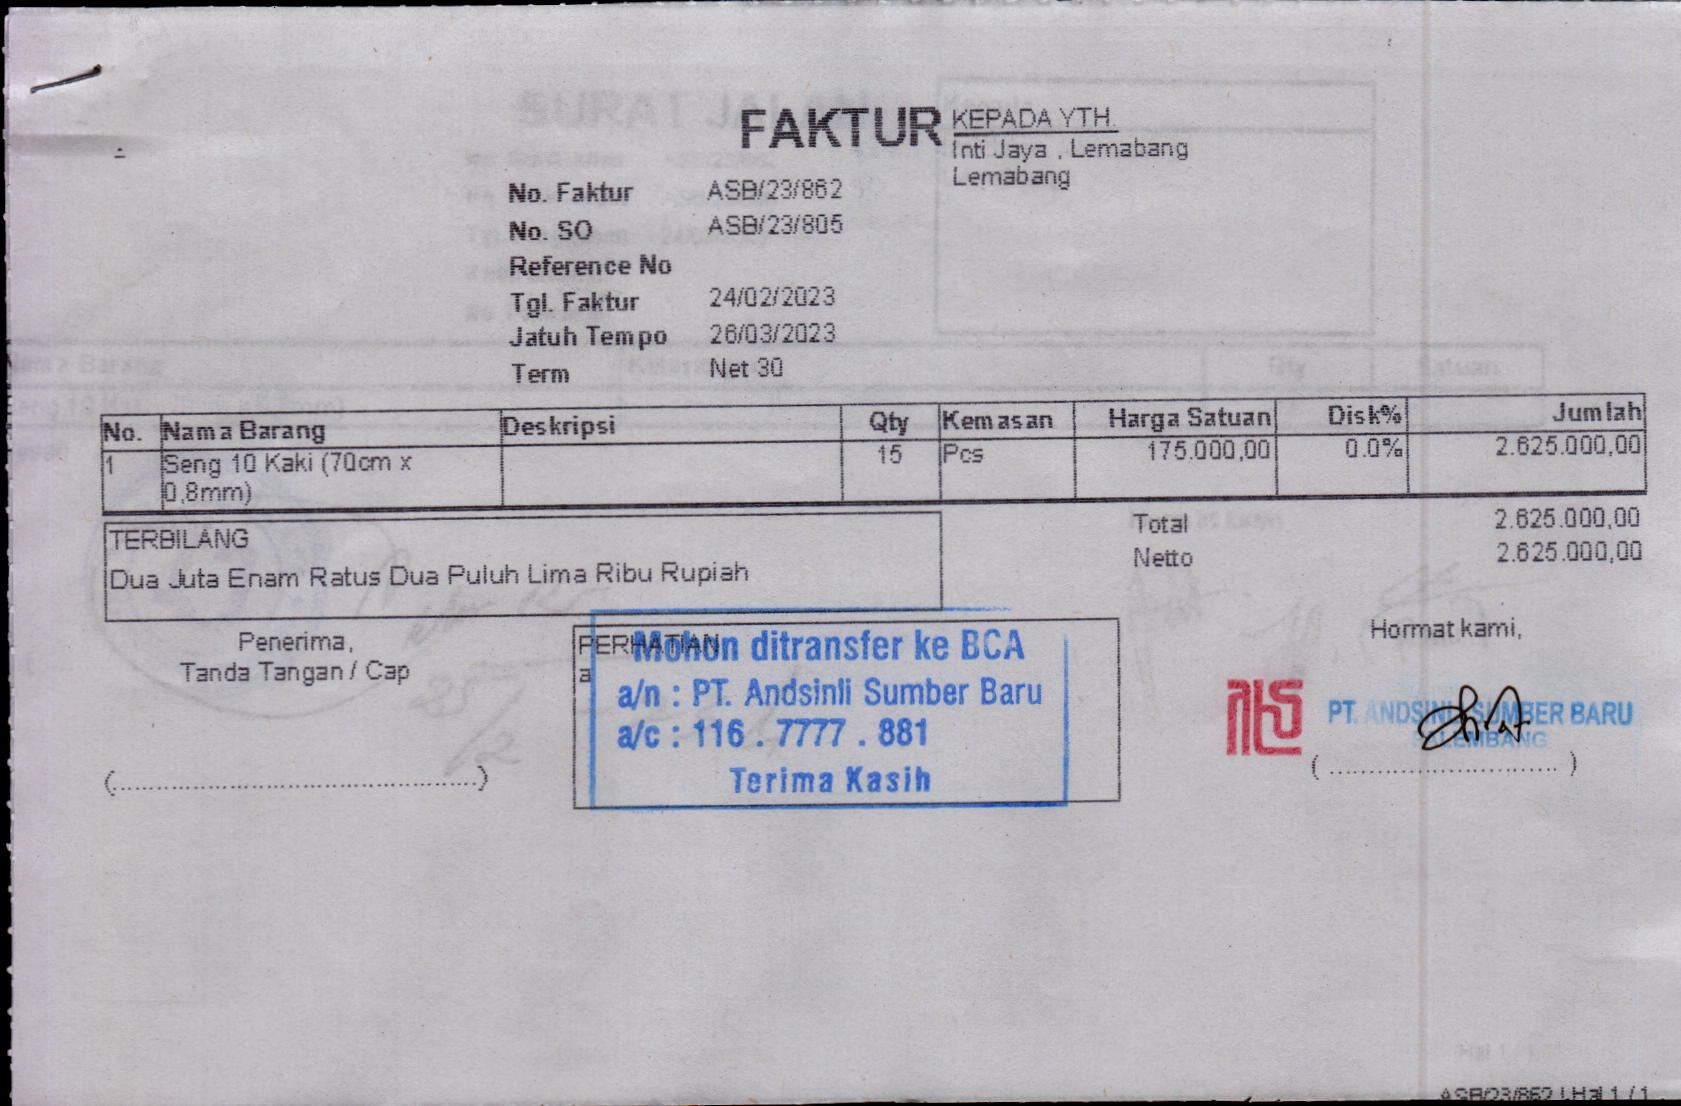 FAKTUR
KEPADA YTH.
Inti Jaya , Lemabang
Lemabang
No. Faktur ASB/23/862
No. SO ASB/23/805
Reference No
Tgl. Faktur 24/02/2023
Jatuh Tempo 26/03/2023
Term Net 30
No. Nama Barang Deskripsi Qty Kemasan Harga Satuan Disk% Jumlah
1 Seng 10 Kaki (70cm x 15 Pcs 175.000,00 0.0% 2.625.000,00
0,8mm)
TERBILANG
Dua Juta Enam Ratus Dua Puluh Lima Ribu Rupiah
Total 2.625.000,00
Netto 2.625.000,00
Penerima,
Tanda Tangan / Cap
(................................................)
PERHATIAN
a
Mohon ditransfer ke BCA
a/n : PT. Andsinli Sumber Baru
a/c : 116 . 7777 . 881
Terima Kasih
Hormat kami,
PT. ANDSINLI SUMBER BARU
PALEMBANG
( .............................. )
ASB/23/862 | Hal 1 / 1